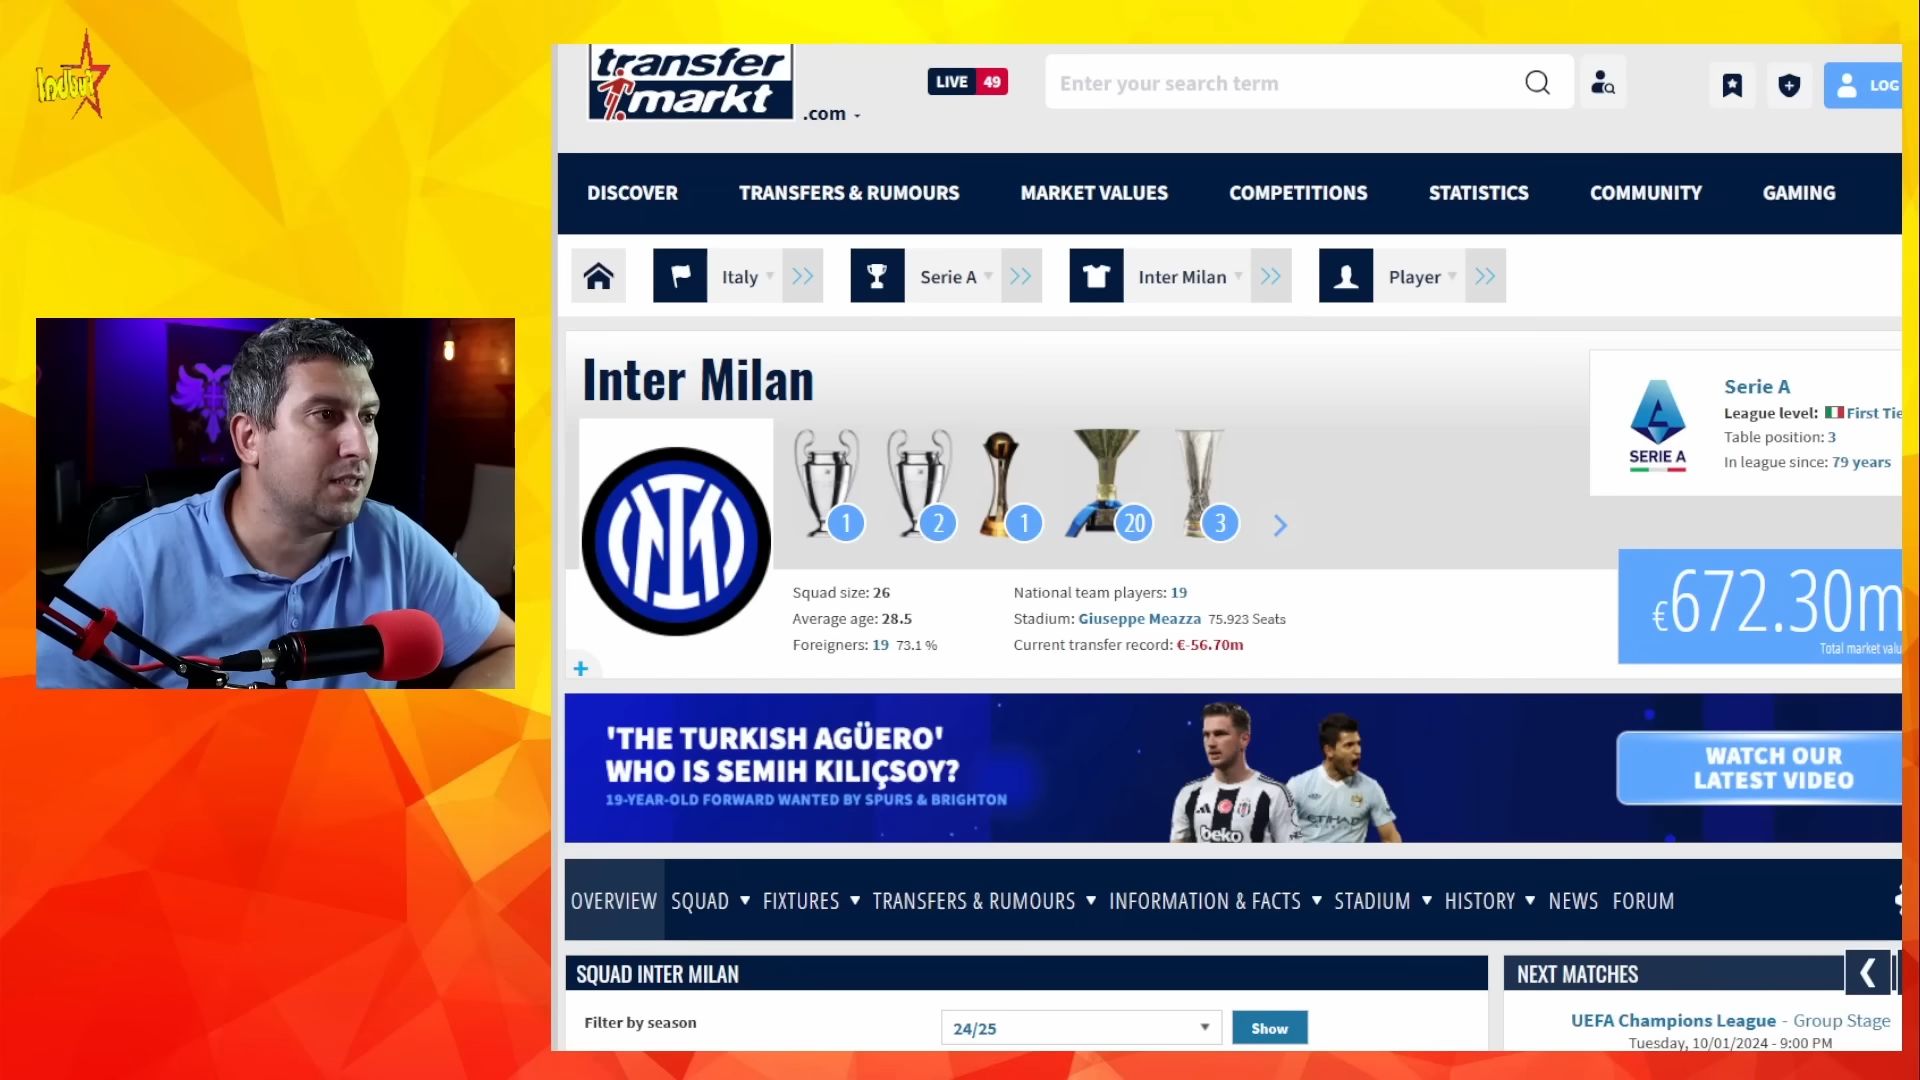 transfer
markt
.com
LIVE 49
Enter your search term
LOG
DISCOVER TRANSFERS & RUMOURS MARKET VALUES COMPETITIONS STATISTICS COMMUNITY GAMING
Italy Serie A Inter Milan Player
Inter Milan
1 2 1 20 3
Squad size: 26
Average age: 28.5
Foreigners: 19 73.1 %
National team players: 19
Stadium: Giuseppe Meazza 75.923 Seats
Current transfer record: €-56.70m
Serie A
League level: First Tie
Table position: 3
In league since: 79 years
SERIE A
€672.30m
Total market valu
'THE TURKISH AGÜERO'
WHO IS SEMIH KILIÇSOY?
19-YEAR-OLD FORWARD WANTED BY SPURS & BRIGHTON
beko
ETIHAD
WATCH OUR
LATEST VIDEO
OVERVIEW SQUAD FIXTURES TRANSFERS & RUMOURS INFORMATION & FACTS STADIUM HISTORY NEWS FORUM
SQUAD INTER MILAN
Filter by season
24/25
Show
NEXT MATCHES
UEFA Champions League - Group Stage
Tuesday, 10/01/2024 - 9:00 PM